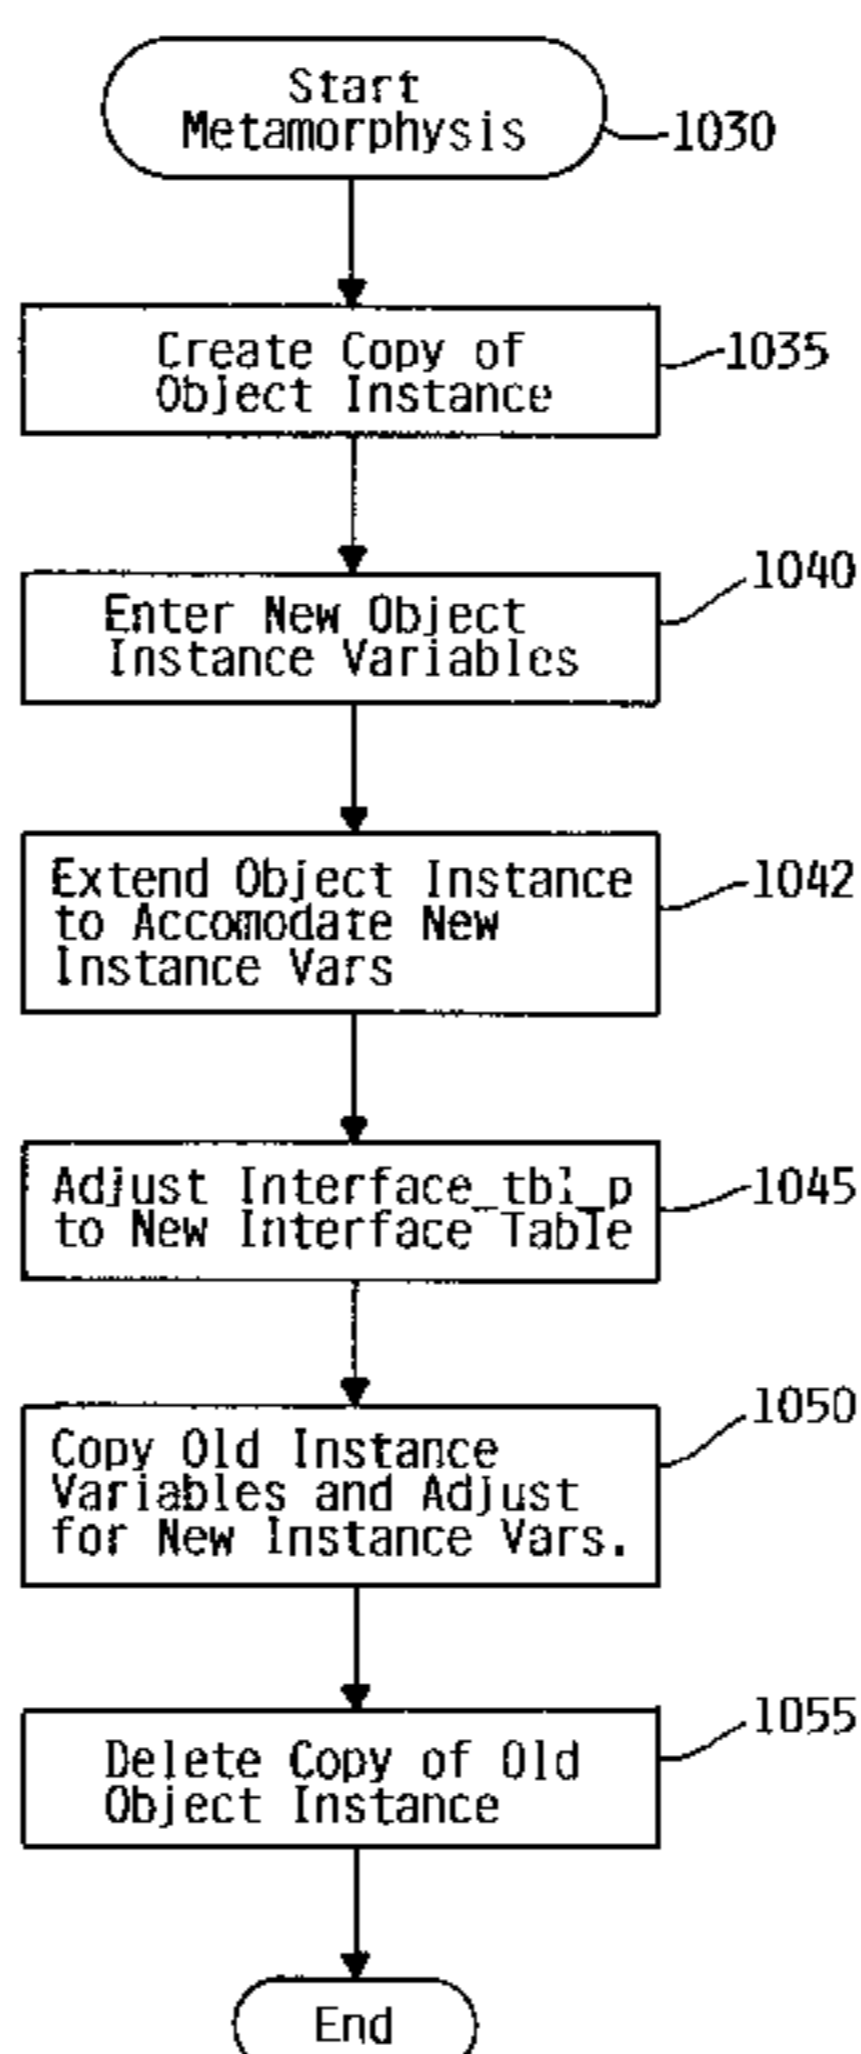 Start
Metamorphysis
1030
Create Copy of
Object Instance
1035
Enter New Object
Instance Variables
1040
Extend Object Instance
to Accomodate New
Instance Vars
1042
Adjust Interface_tbl_p
to New Interface Table
1045
Copy Old Instance
Variables and Adjust
for New Instance Vars.
1050
Delete Copy of Old
Object Instance
1055
End